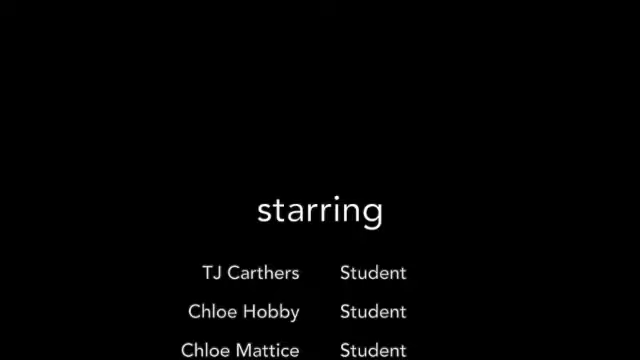 starring
TJ Carthers Student
Chloe Hobby Student
Chloe Mattice Student